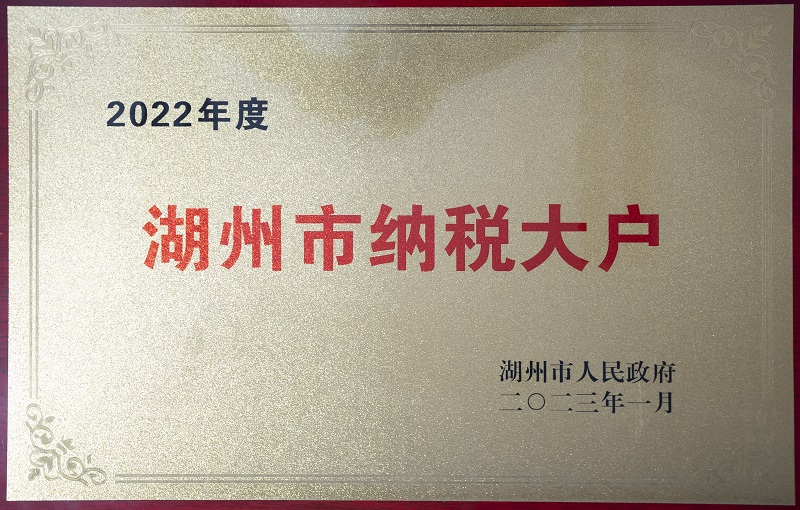 2022年度
湖州市纳税大户
湖州市人民政府
二〇二三年一月